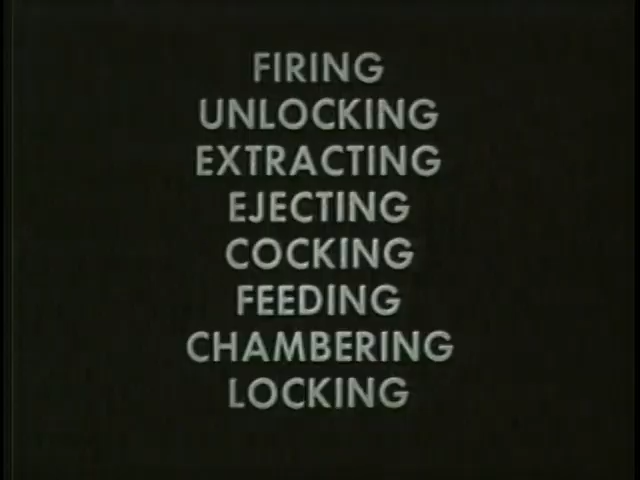 FIRING
UNLOCKING
EXTRACTING
EJECTING
COCKING
FEEDING
CHAMBERING
LOCKING